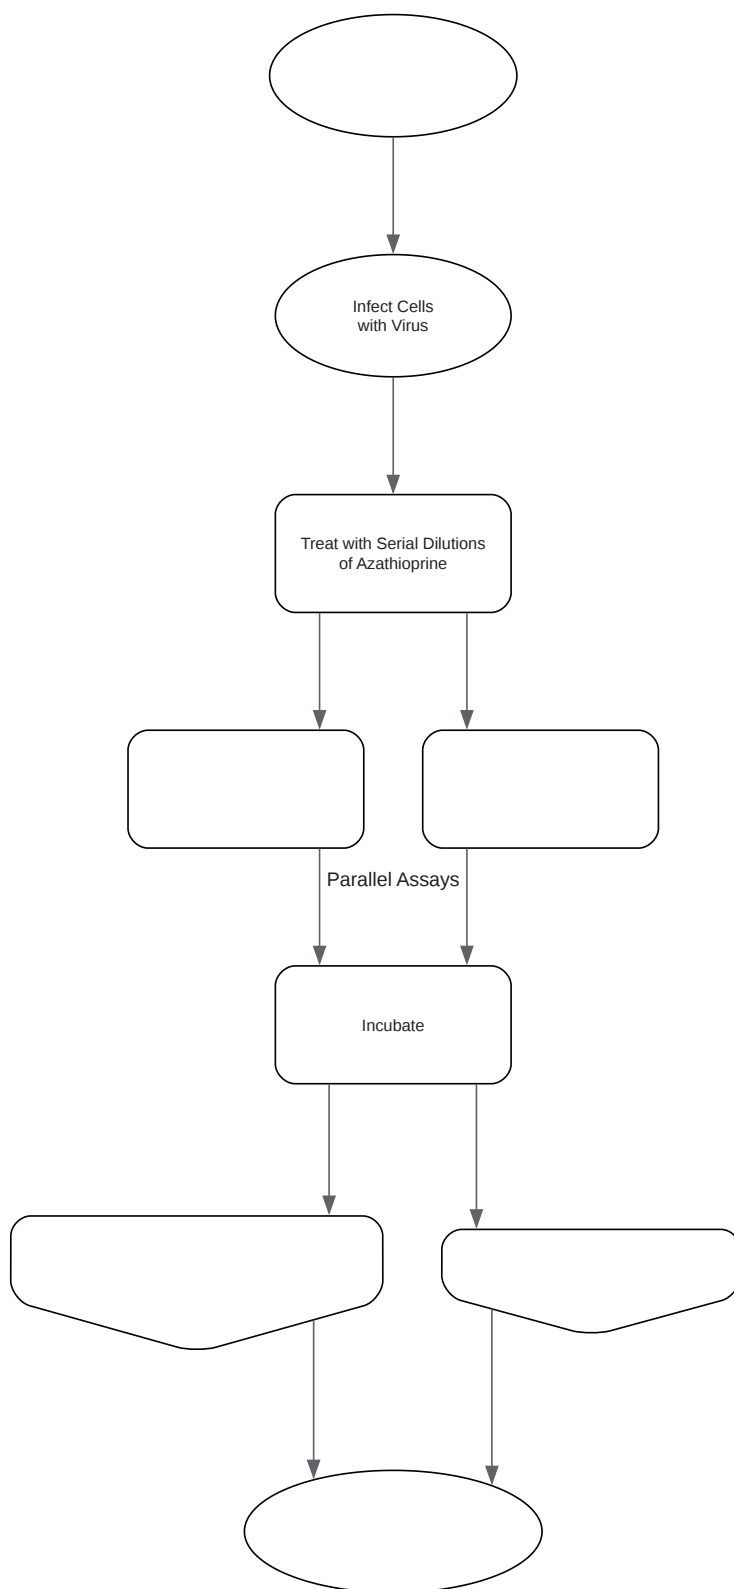 Infect Cells
with Virus
Treat with Serial Dilutions
of Azathioprine
Parallel Assays
Incubate